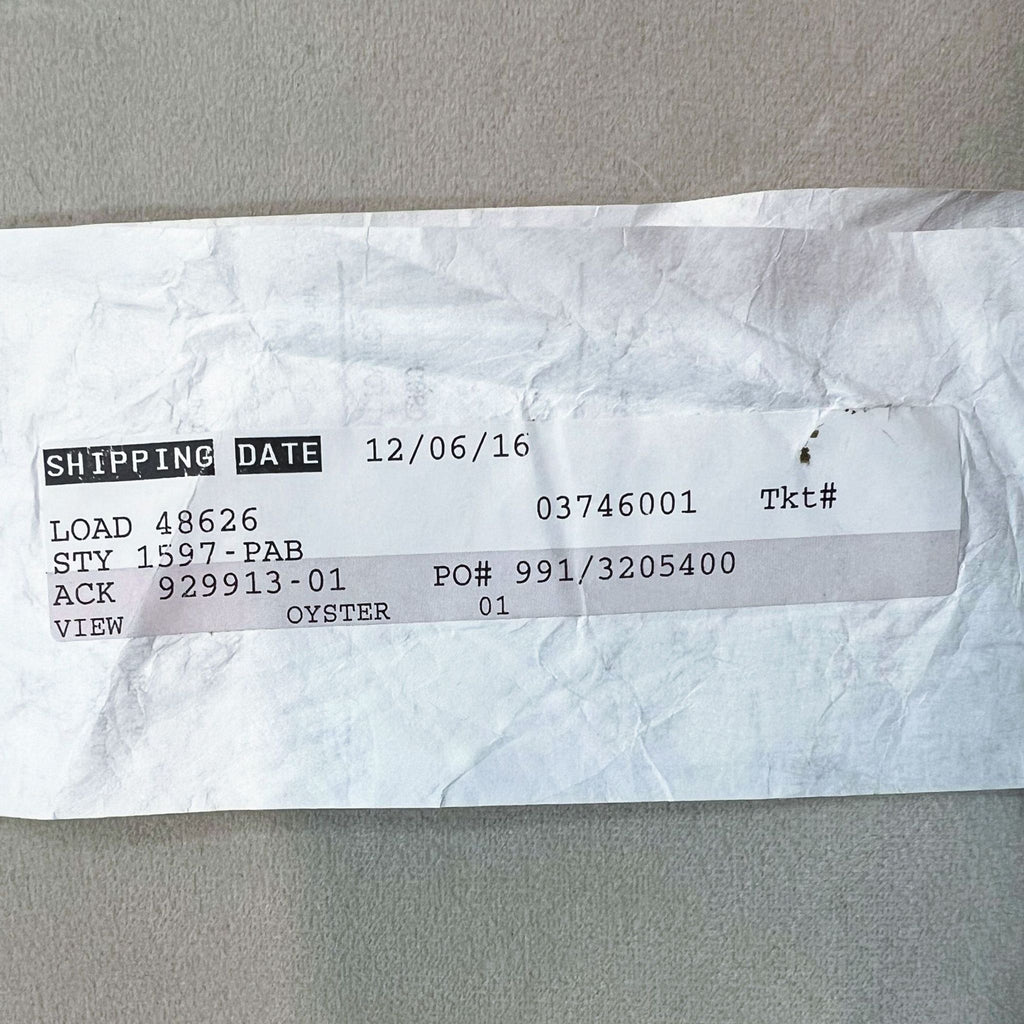 SHIPPING DATE 12/06/16
LOAD 48626 03746001 Tkt#
STY 1597-PAB
ACK 929913-01 PO# 991/3205400
VIEW OYSTER 01